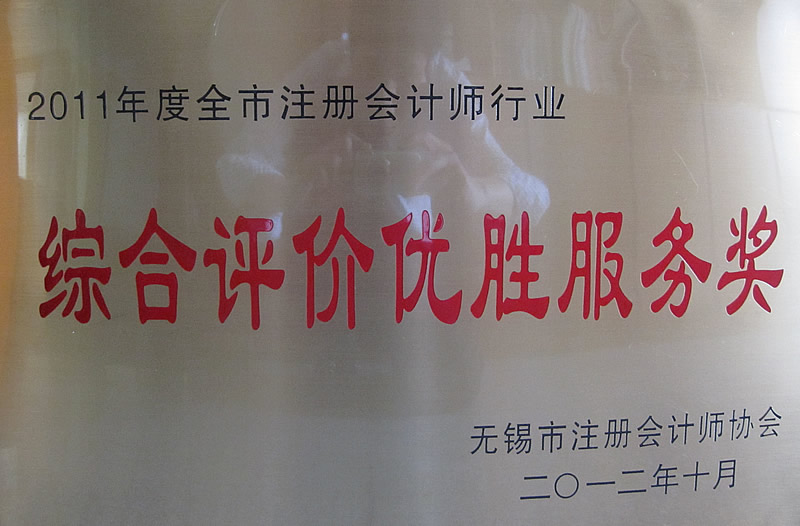 2011年度全市注册会计师行业
综合评价优胜服务奖
无锡市注册会计师协会
二〇一二年十月